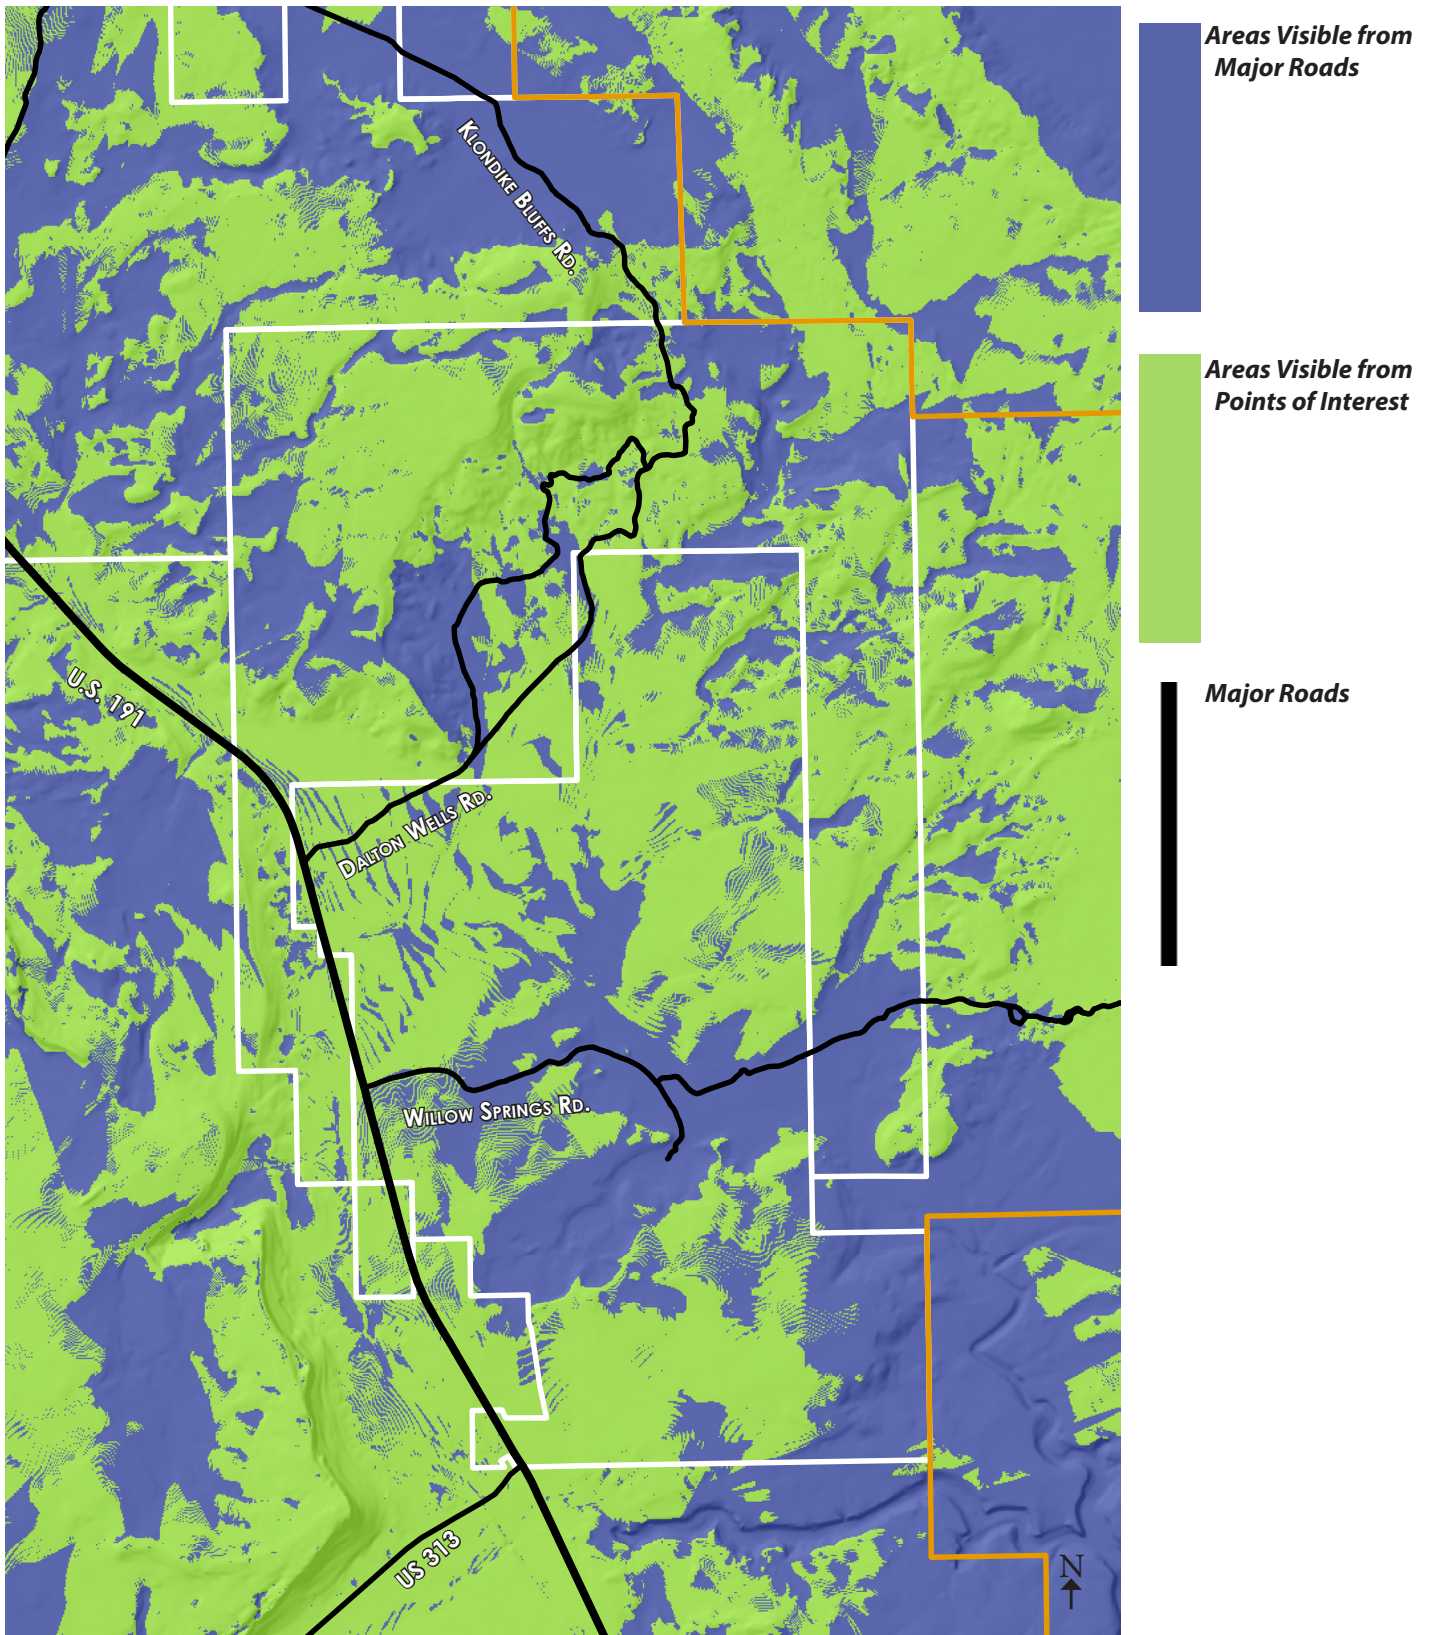 Areas Visible from
Major Roads
Areas Visible from
Points of Interest
Major Roads
Klondike Bluffs Rd.
U.S. 191
Dalton Wells Rd.
Willow Springs Rd.
US 313
N